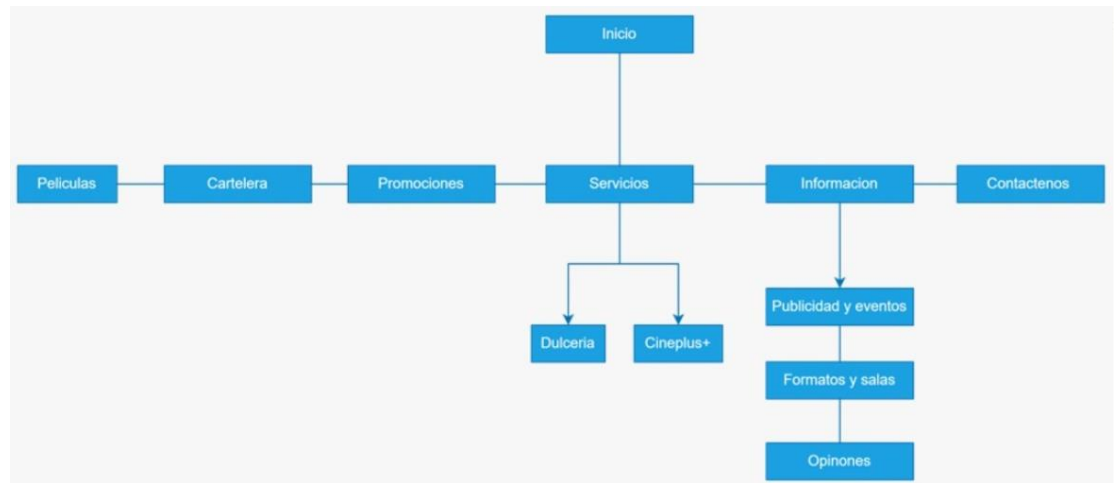 Inicio
Peliculas
Cartelera
Promociones
Servicios
Informacion
Contactenos
Publicidad y eventos
Dulceria
Cineplus+
Formatos y salas
Opinones